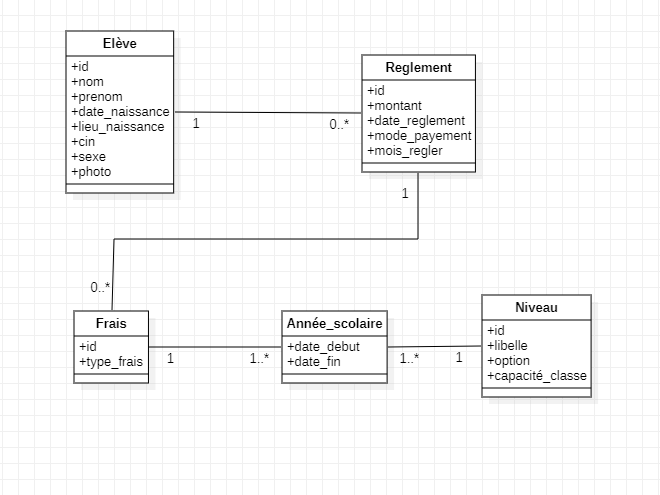 Elève
+id
+nom
+prenom
+date_naissance
+lieu_naissance
+cin
+sexe
+photo
1
0..*
Reglement
+id
+montant
+date_reglement
+mode_payement
+mois_regler
1
0..*
Frais
+id
+type_frais
1
1..*
Année_scolaire
+date_debut
+date_fin
1..*
1
Niveau
+id
+libelle
+option
+capacité_classe